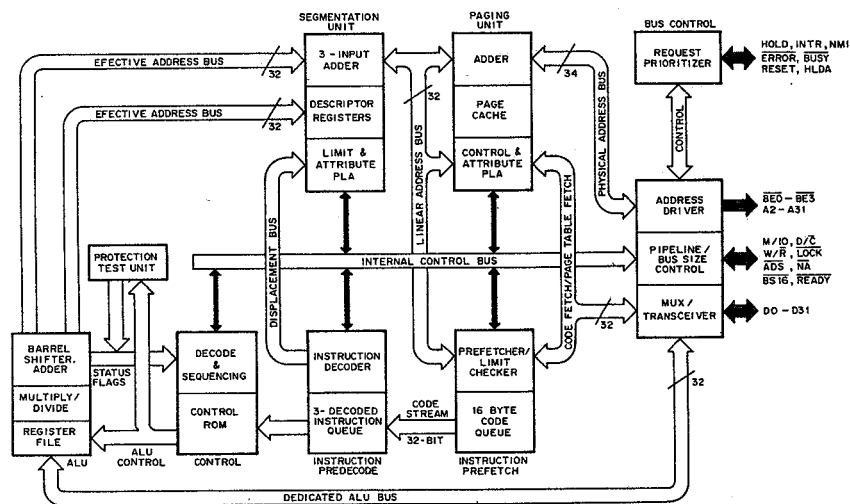 SEGMENTATION
UNIT
PAGING
UNIT
BUS CONTROL
3 - INPUT
ADDER
DESCRIPTOR
REGISTERS
LIMIT &
ATTRIBUTE
PLA
ADDER
PAGE
CACHE
CONTROL &
ATTRIBUTE
PLA
REQUEST
PRIORITIZER
HOLD, INTR, NMI
ERROR, BUSY
RESET, HLDA
EFECTIVE ADDRESS BUS
32
EFFECTIVE ADDRESS BUS
32
32
34
LINEAR ADDRESS BUS
PHYSICAL ADDRESS BUS
CONTROL
ADDRESS
DRIVER
BE0 - BE3
A2 - A31
PIPELINE/
BUS SIZE
CONTROL
M/IO, D/C
W/R, LOCK
ADS, NA
BS16, READY
MUX/
TRANSCEIVER
DO - D31
PROTECTION
TEST UNIT
INTERNAL CONTROL BUS
DISPLACEMENT BUS
CODE FETCH/PAGE TABLE FETCH
32
32
BARREL
SHIFTER,
ADDER
MULTIPLY/
DIVIDE
REGISTER
FILE
ALU
STATUS
FLAGS
ALU
CONTROL
DECODE
&
SEQUENCING
CONTROL
ROM
CONTROL
INSTRUCTION
DECODER
3- DECODED
INSTRUCTION
QUEUE
INSTRUCTION
PREDECODE
CODE
STREAM
32-BIT
PREFETCHER/
LIMIT
CHECKER
16 BYTE
CODE
QUEUE
INSTRUCTION
PREFETCH
DEDICATED ALU BUS